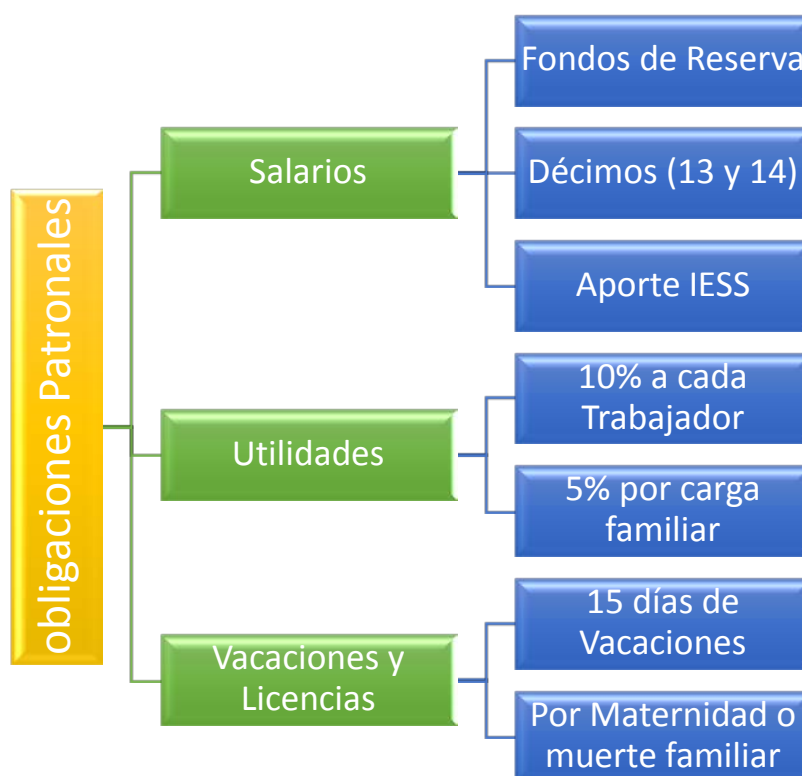 obligaciones Patronales
Salarios
Fondos de Reserva
Décimos (13 y 14)
Aporte IESS
Utilidades
10% a cada
Trabajador
5% por carga
familiar
Vacaciones y
Licencias
15 días de
Vacaciones
Por Maternidad o
muerte familiar